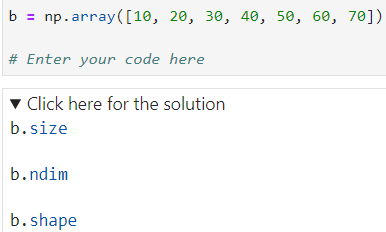 b = np.array([10, 20, 30, 40, 50, 60, 70])
# Enter your code here
▼ Click here for the solution
b.size
b.ndim
b.shape